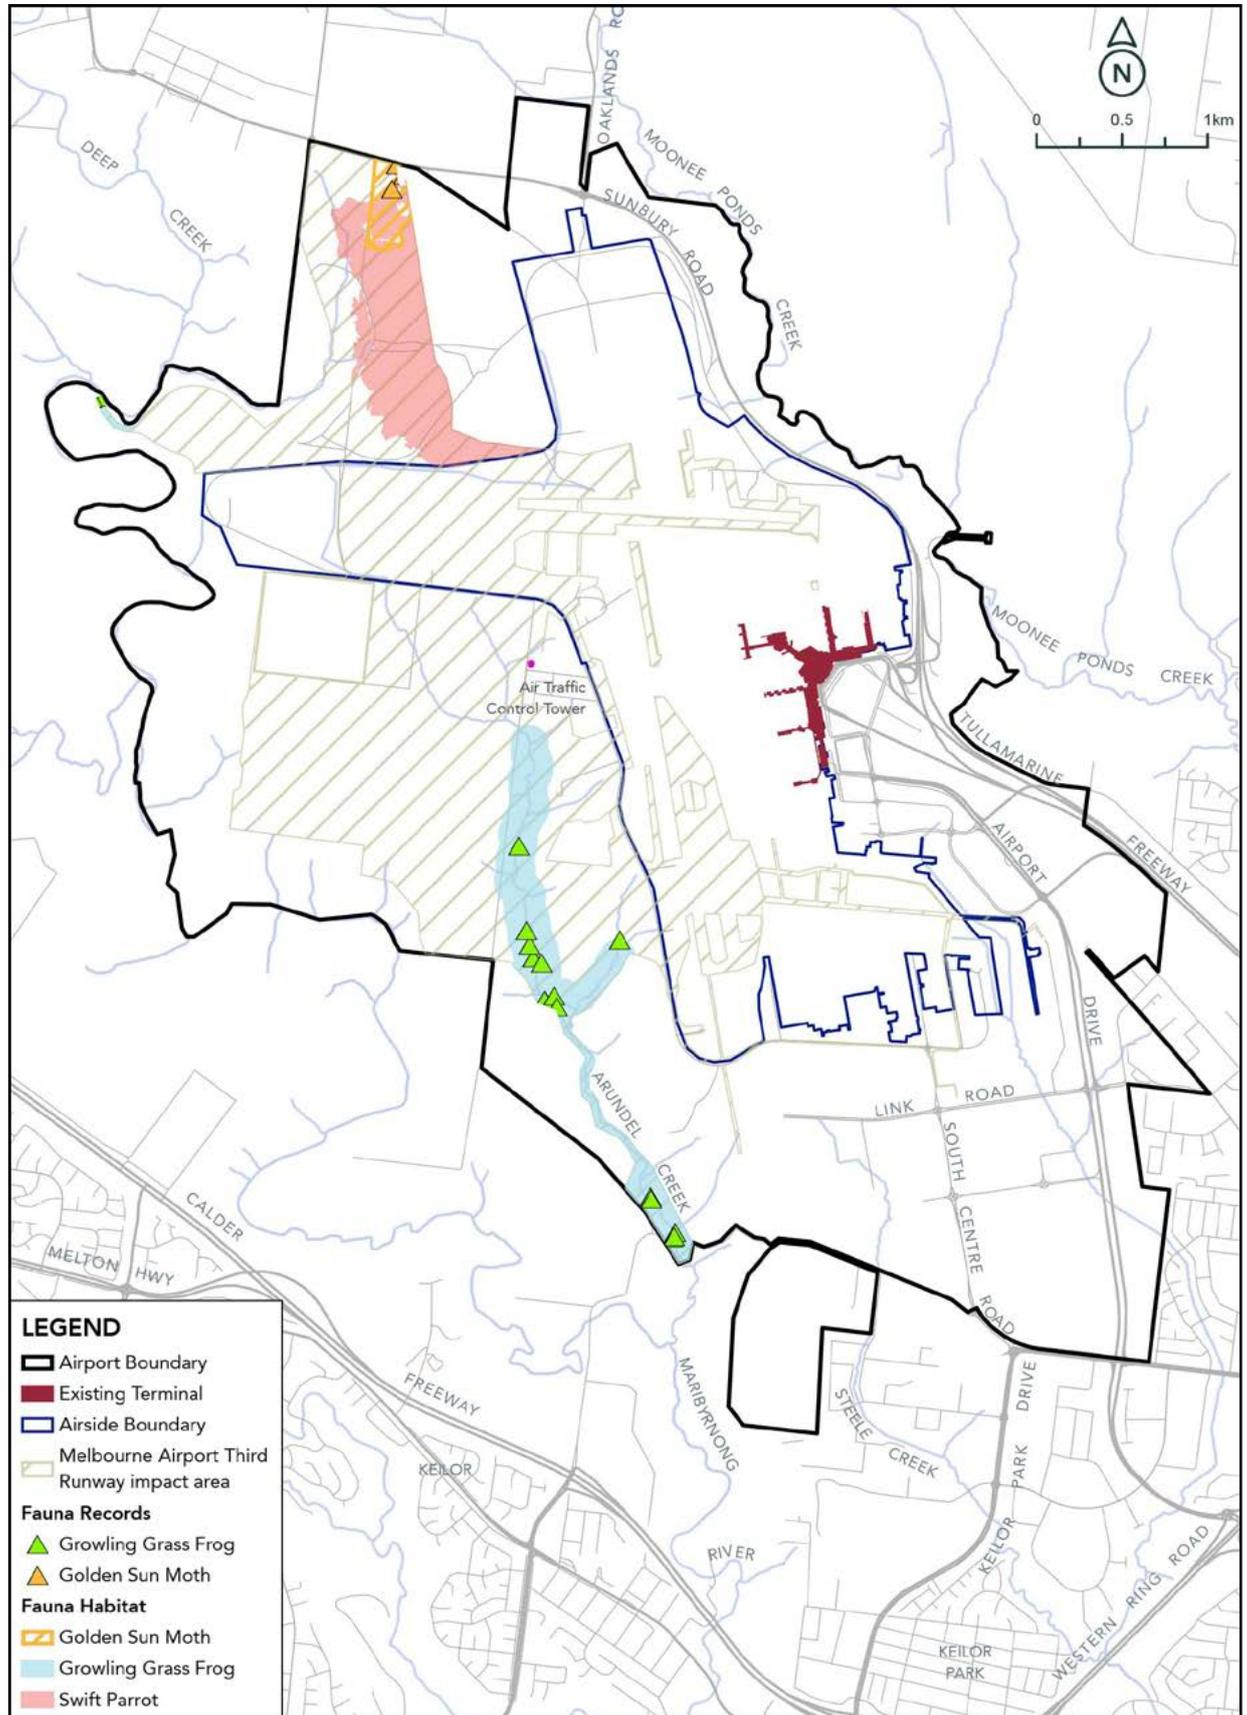 OAKLANDS RO
N
0 0.5 1km
DEEP
CREEK
MOONEE
PONDS
CREEK
SUNBURY
ROAD
MOONEE
PONDS
CREEK
Air Traffic
Control Tower
TULLAMARINE
FREEWAY
AIRPORT
DRIVE
ARUNDEL
CREEK
LINK
ROAD
SOUTH
CENTRE
ROAD
CALDER
FREEWAY
MELTON
HWY
MARIBYRNONG
RIVER
STEELE
CREEK
KEILOR
PARK
DRIVE
KEILOR
KEILOR
PARK
WESTERN RING ROAD
LEGEND
Airport Boundary
Existing Terminal
Airside Boundary
Melbourne Airport Third
Runway impact area
Fauna Records
Growling Grass Frog
Golden Sun Moth
Fauna Habitat
Golden Sun Moth
Growling Grass Frog
Swift Parrot